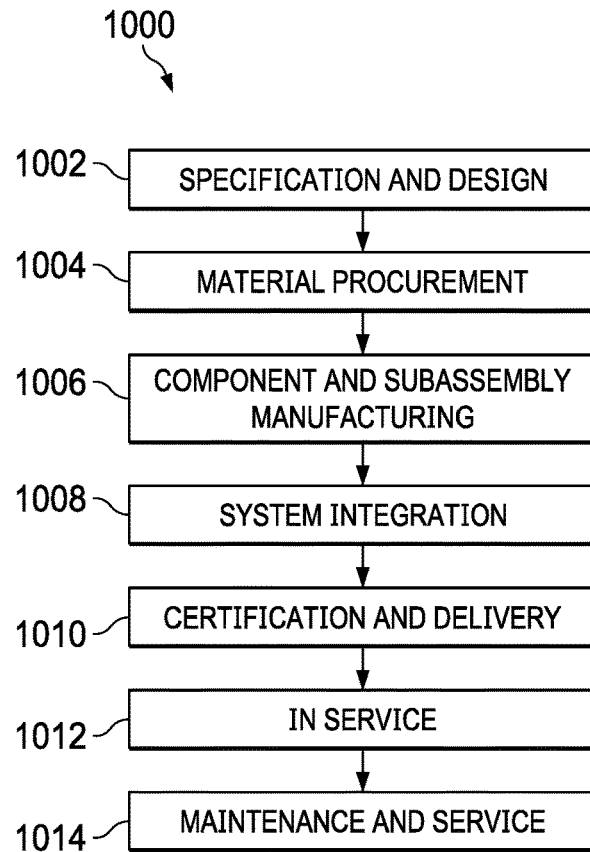 1000
1002
SPECIFICATION AND DESIGN
1004
MATERIAL PROCUREMENT
1006
COMPONENT AND SUBASSEMBLY
MANUFACTURING
1008
SYSTEM INTEGRATION
1010
CERTIFICATION AND DELIVERY
1012
IN SERVICE
1014
MAINTENANCE AND SERVICE